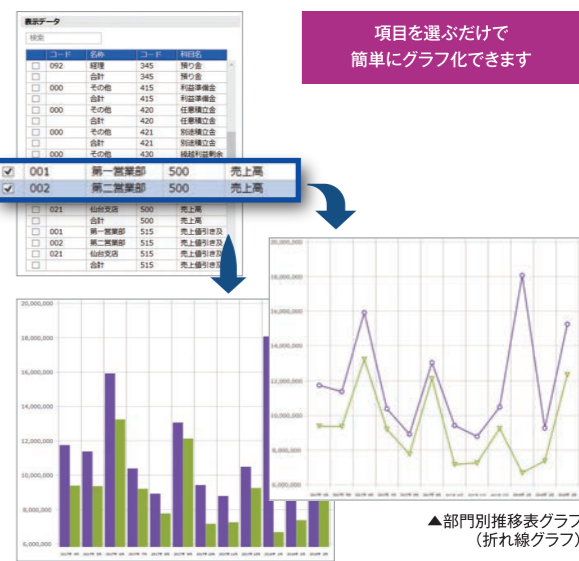 表示データ
検索
項目を選ぶだけで
簡単にグラフ化できます
コード 名称 コード 科目名
092 経理 345 預り金
合計 345 預り金
000 その他 415 利益準備金
合計 415 利益準備金
000 その他 420 任意積立金
合計 420 任意積立金
000 その他 421 別途積立金
合計 421 別途積立金
000 その他 430 繰越利益剰余
001 第一営業部 500 売上高
002 第二営業部 500 売上高
021 仙台支店 500 売上高
合計 500 売上高
001 第一営業部 515 売上値引き及
002 第二営業部 515 売上値引き及
021 仙台支店 515 売上値引き及
合計 515 売上値引き及
20,000,000
18,000,000
16,000,000
14,000,000
12,000,000
10,000,000
8,000,000
6,000,000
20,000,000
18,000,000
16,000,000
14,000,000
12,000,000
10,000,000
8,000,000
6,000,000
▲部門別推移表グラフ
（折れ線グラフ）